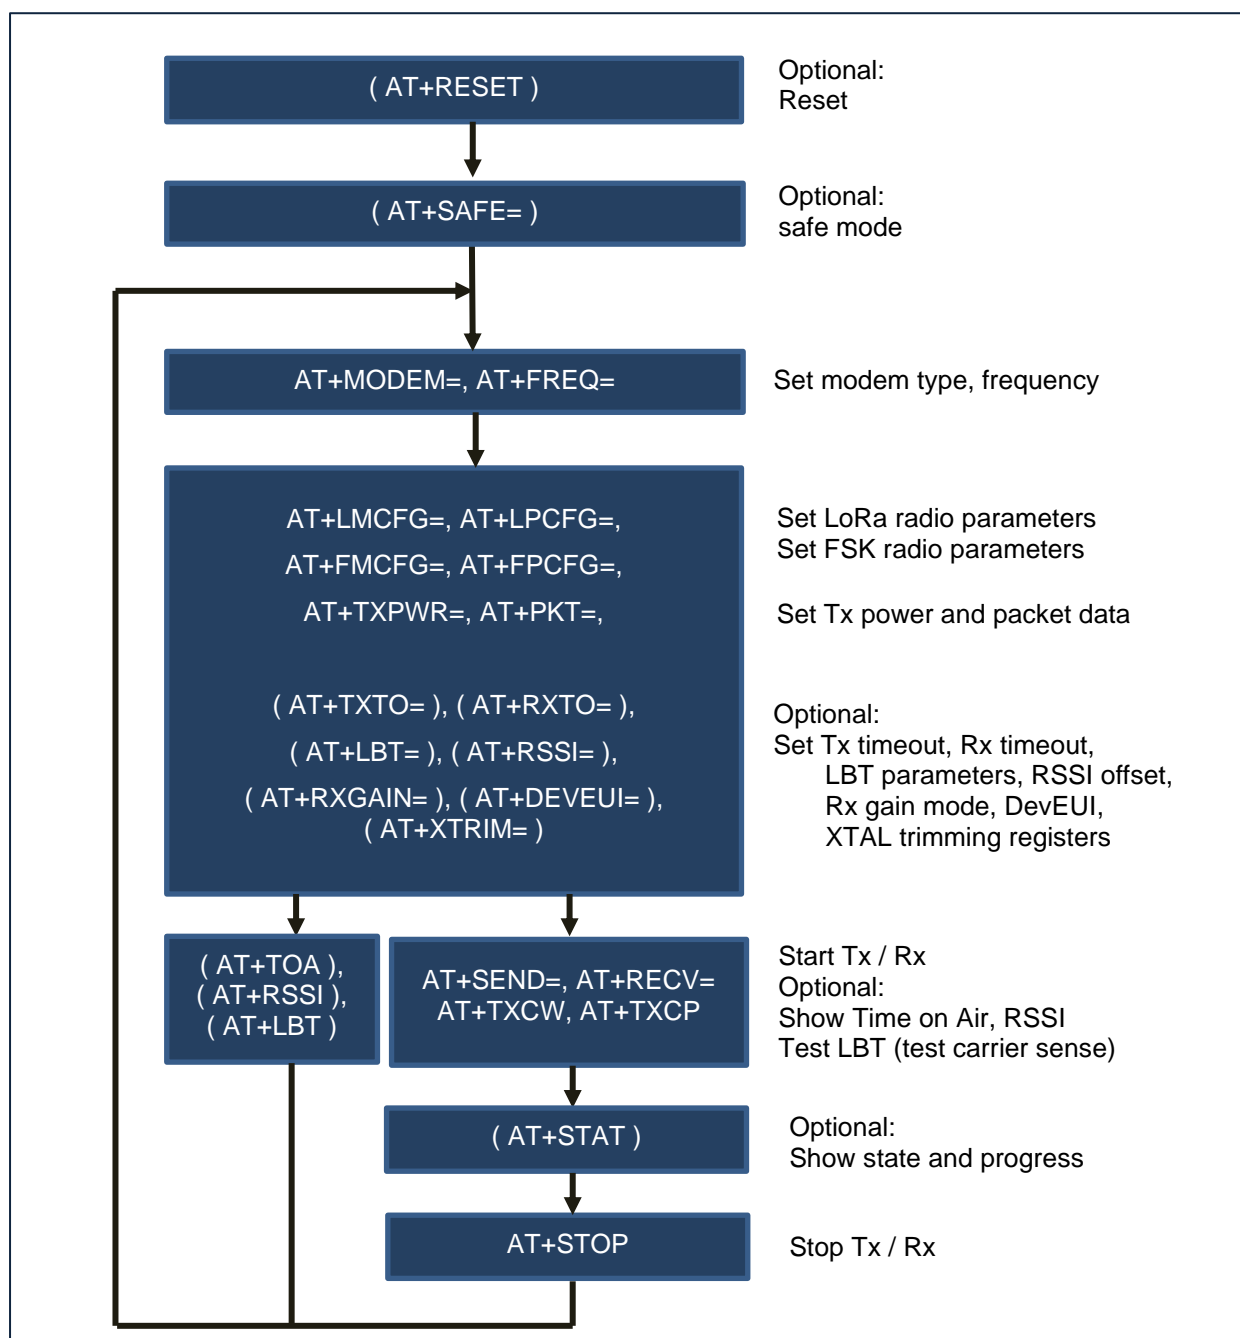 ( AT+RESET )
Optional:
Reset
( AT+SAFE= )
Optional:
safe mode
AT+MODEM=, AT+FREQ=
Set modem type, frequency
AT+LMCFG=, AT+LPCFG=,
AT+FMCFG=, AT+FPCFG=,
AT+TXPWR=, AT+PKT=,
Set LoRa radio parameters
Set FSK radio parameters
Set Tx power and packet data
( AT+TXTO= ), ( AT+RXTO= ),
( AT+LBT= ), ( AT+RSSI= ),
( AT+RXGAIN= ), ( AT+DEVEUI= ),
( AT+XTRIM= )
Optional:
Set Tx timeout, Rx timeout,
LBT parameters, RSSI offset,
Rx gain mode, DevEUI,
XTAL trimming registers
( AT+TOA ),
( AT+RSSI ),
( AT+LBT )
AT+SEND=, AT+RECV=
AT+TXCW, AT+TXCP
Start Tx / Rx
Optional:
Show Time on Air, RSSI
Test LBT (test carrier sense)
( AT+STAT )
Optional:
Show state and progress
AT+STOP
Stop Tx / Rx